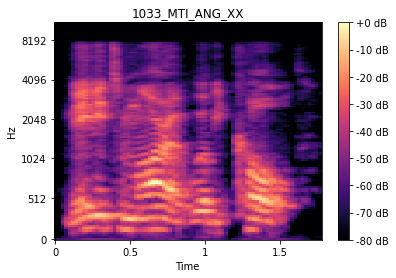 1033_MTI_ANG_XX
8192
4096
2048
1024
512
0
Hz
0
0.5
1
1.5
Time
+0 dB
-10 dB
-20 dB
-30 dB
-40 dB
-50 dB
-60 dB
-70 dB
-80 dB